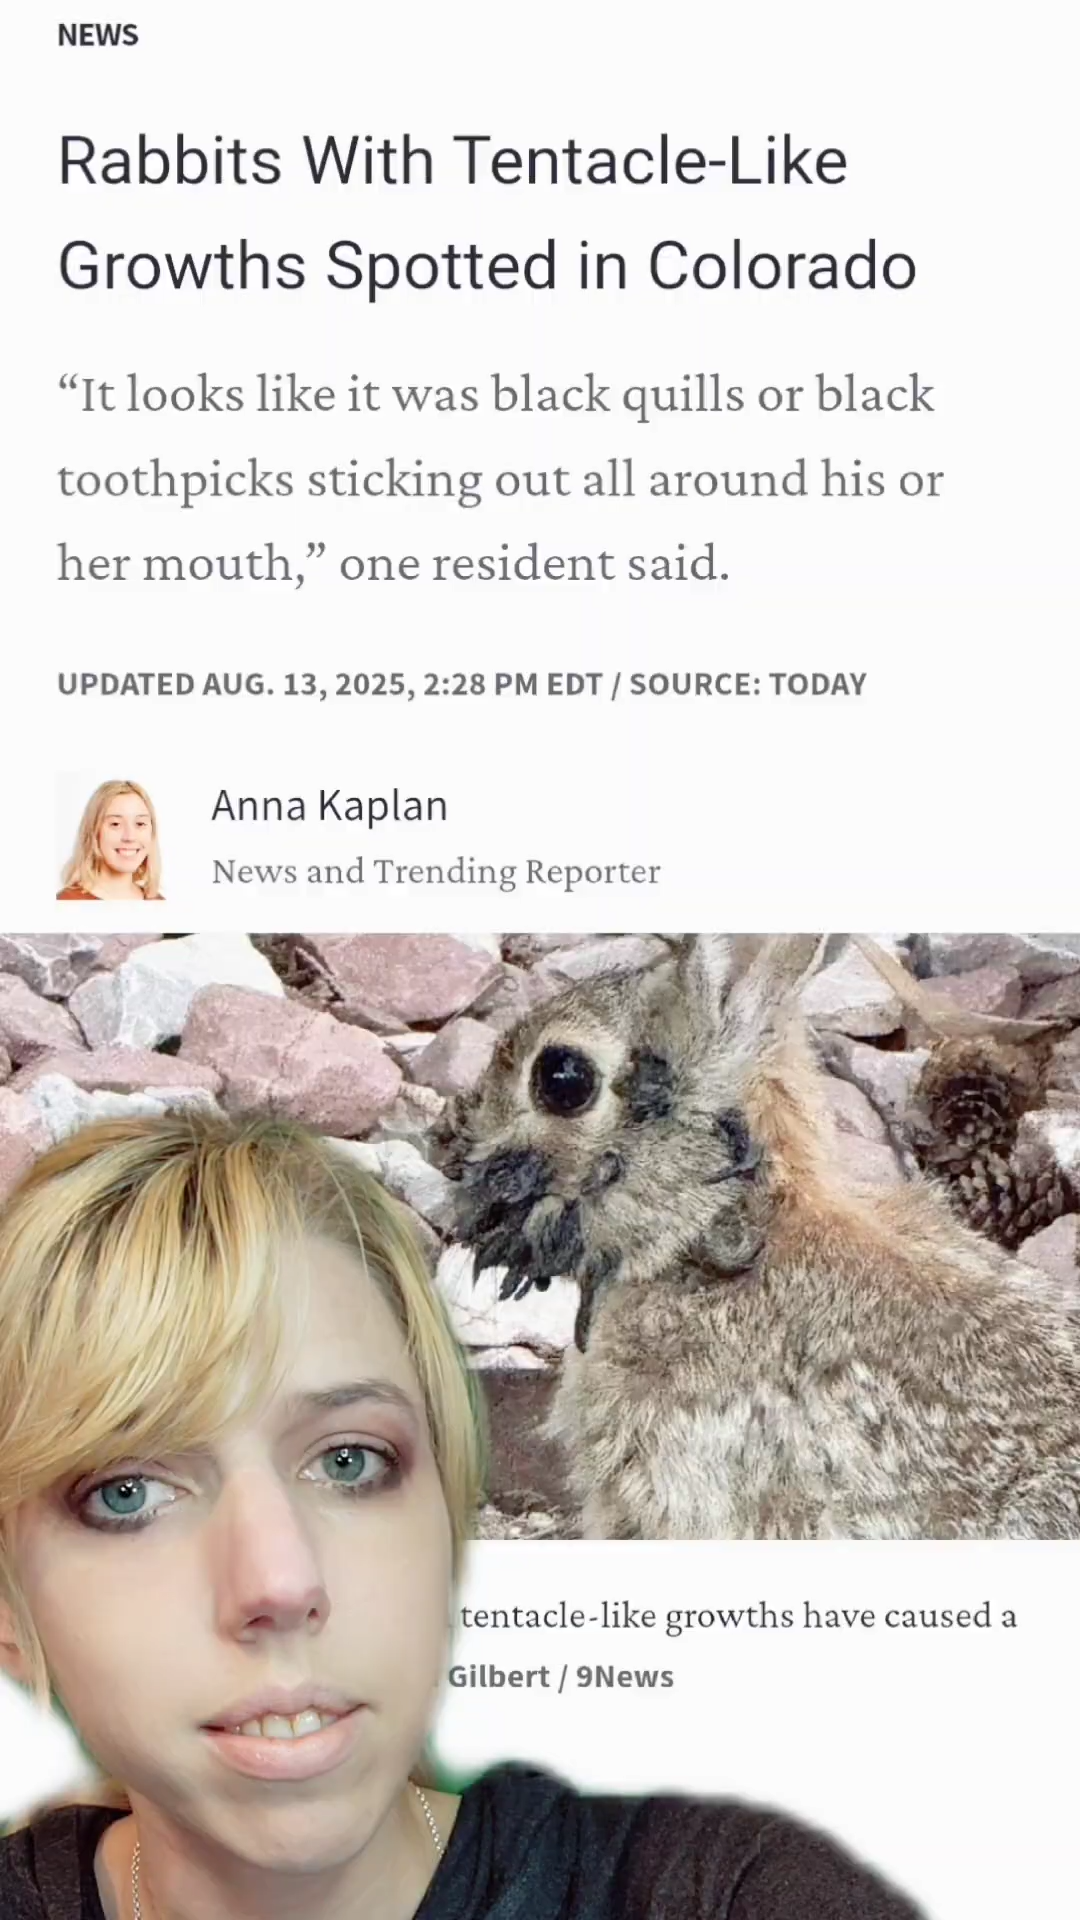 NEWS
Rabbits With Tentacle-Like
Growths Spotted in Colorado
“It looks like it was black quills or black
toothpicks sticking out all around his or
her mouth,” one resident said.
UPDATED AUG. 13, 2025, 2:28 PM EDT / SOURCE: TODAY
Anna Kaplan
News and Trending Reporter
tentacle-like growths have caused a
Gilbert / 9News